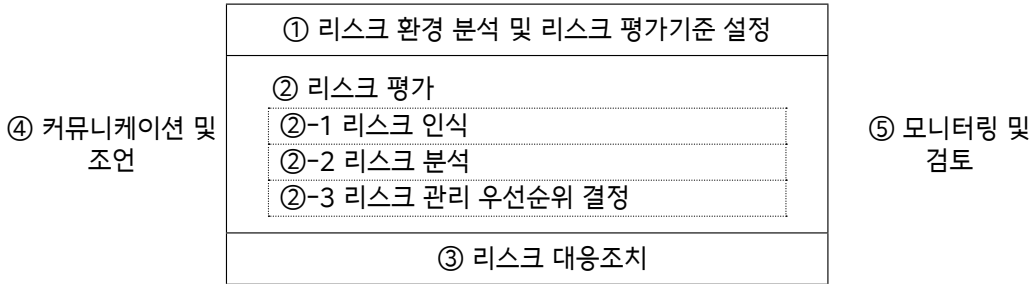 ① 리스크 환경 분석 및 리스크 평가기준 설정
② 리스크 평가
②-1 리스크 인식
②-2 리스크 분석
②-3 리스크 관리 우선순위 결정
③ 리스크 대응조치
④ 커뮤니케이션 및
조언
⑤ 모니터링 및
검토